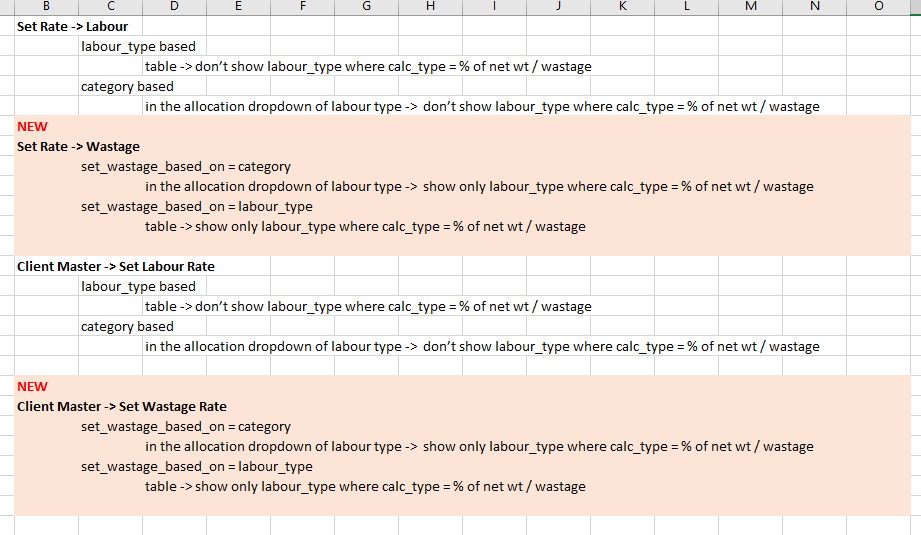 B C D E F G H I J K L M N O
Set Rate -> Labour
labour_type based
table -> don't show labour_type where calc_type = % of net wt / wastage
category based
in the allocation dropdown of labour type -> don't show labour_type where calc_type = % of net wt / wastage
NEW
Set Rate -> Wastage
set_wastage_based_on = category
in the allocation dropdown of labour type -> show only labour_type where calc_type = % of net wt / wastage
set_wastage_based_on = labour_type
table -> show only labour_type where calc_type = % of net wt / wastage
Client Master -> Set Labour Rate
labour_type based
table -> don't show labour_type where calc_type = % of net wt / wastage
category based
in the allocation dropdown of labour type -> don't show labour_type where calc_type = % of net wt / wastage
NEW
Client Master -> Set Wastage Rate
set_wastage_based_on = category
in the allocation dropdown of labour type -> show only labour_type where calc_type = % of net wt / wastage
set_wastage_based_on = labour_type
table -> show only labour_type where calc_type = % of net wt / wastage